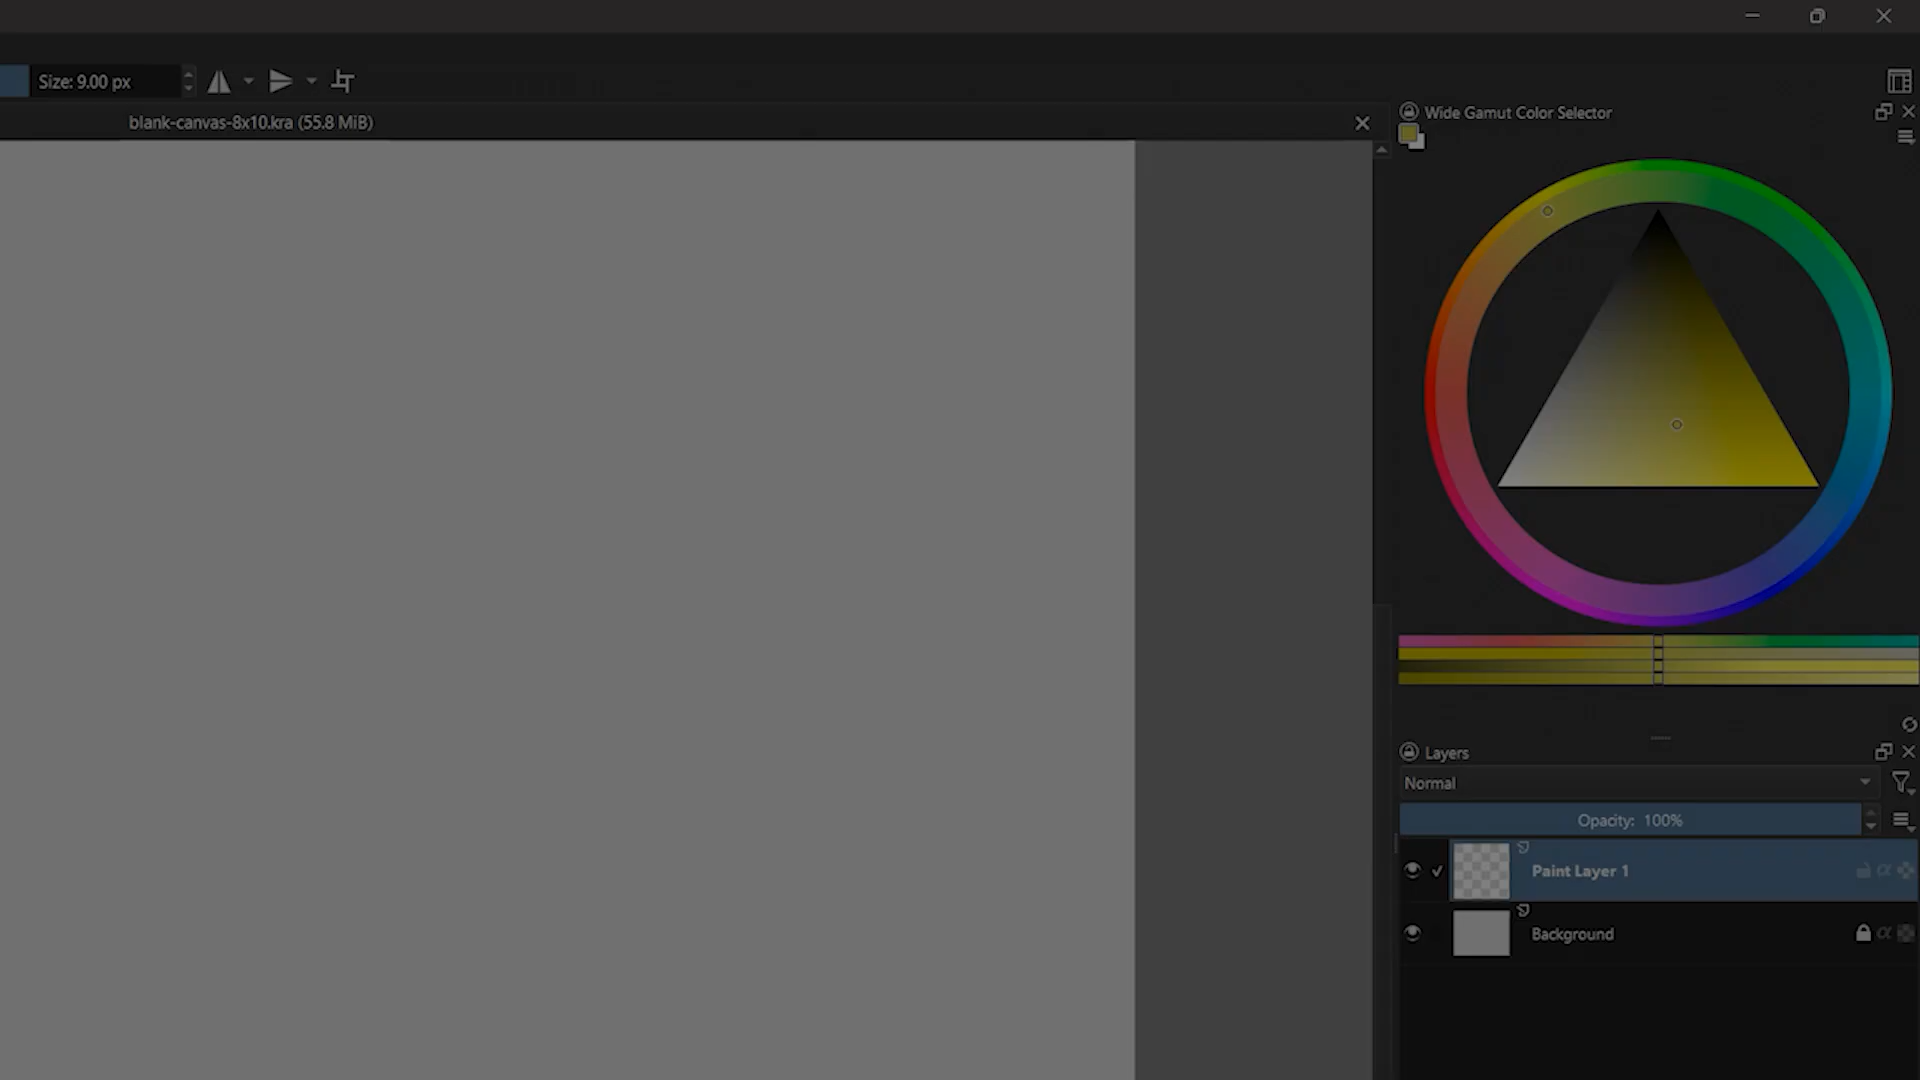 Size: 9.00 px
blank-canvas-8x10.kra (55.8 MiB)
Wide Gamut Color Selector
Layers
Normal
Opacity: 100%
Paint Layer 1
Background